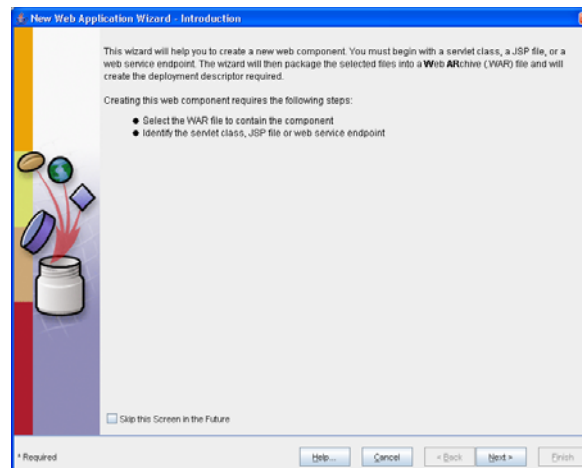 New Web Application Wizard - Introduction
This wizard will help you to create a new web component. You must begin with a servlet class, a JSP file, or a
web service endpoint. The wizard will then package the selected files into a Web ARchive (.WAR) file and will
create the deployment descriptor required.
Creating this web component requires the following steps:
● Select the WAR file to contain the component
● Identify the servlet class, JSP file or web service endpoint
Skip this Screen in the Future
* Required
Help...
Cancel
< Back
Next >
Finish